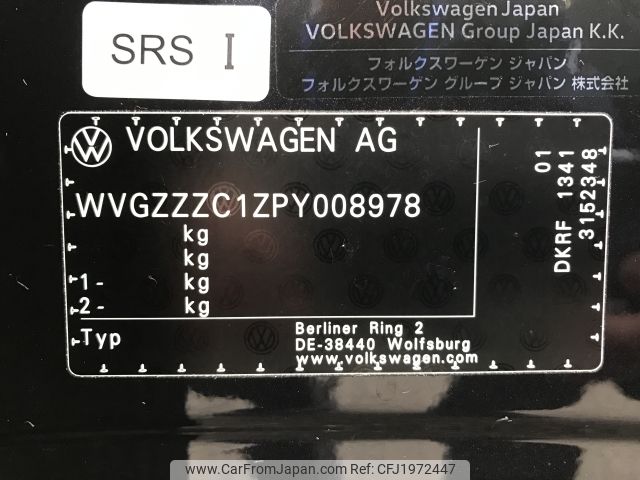 Volkswagen Japan
VOLKSWAGEN Group Japan K.K.
フォルクスワーゲン ジャパン
フォルクスワーゲン グループ ジャパン 株式会社
SRS I
VOLKSWAGEN AG
WVGZZZC1ZPY008978
kg
kg
1- kg
2- kg
Typ
Berliner Ring 2
DE-38440 Wolfsburg
www.volkswagen.com
01
DKRF 1341
3152348
www.CarFromJapan.com - Stock ID: CFJ1972447